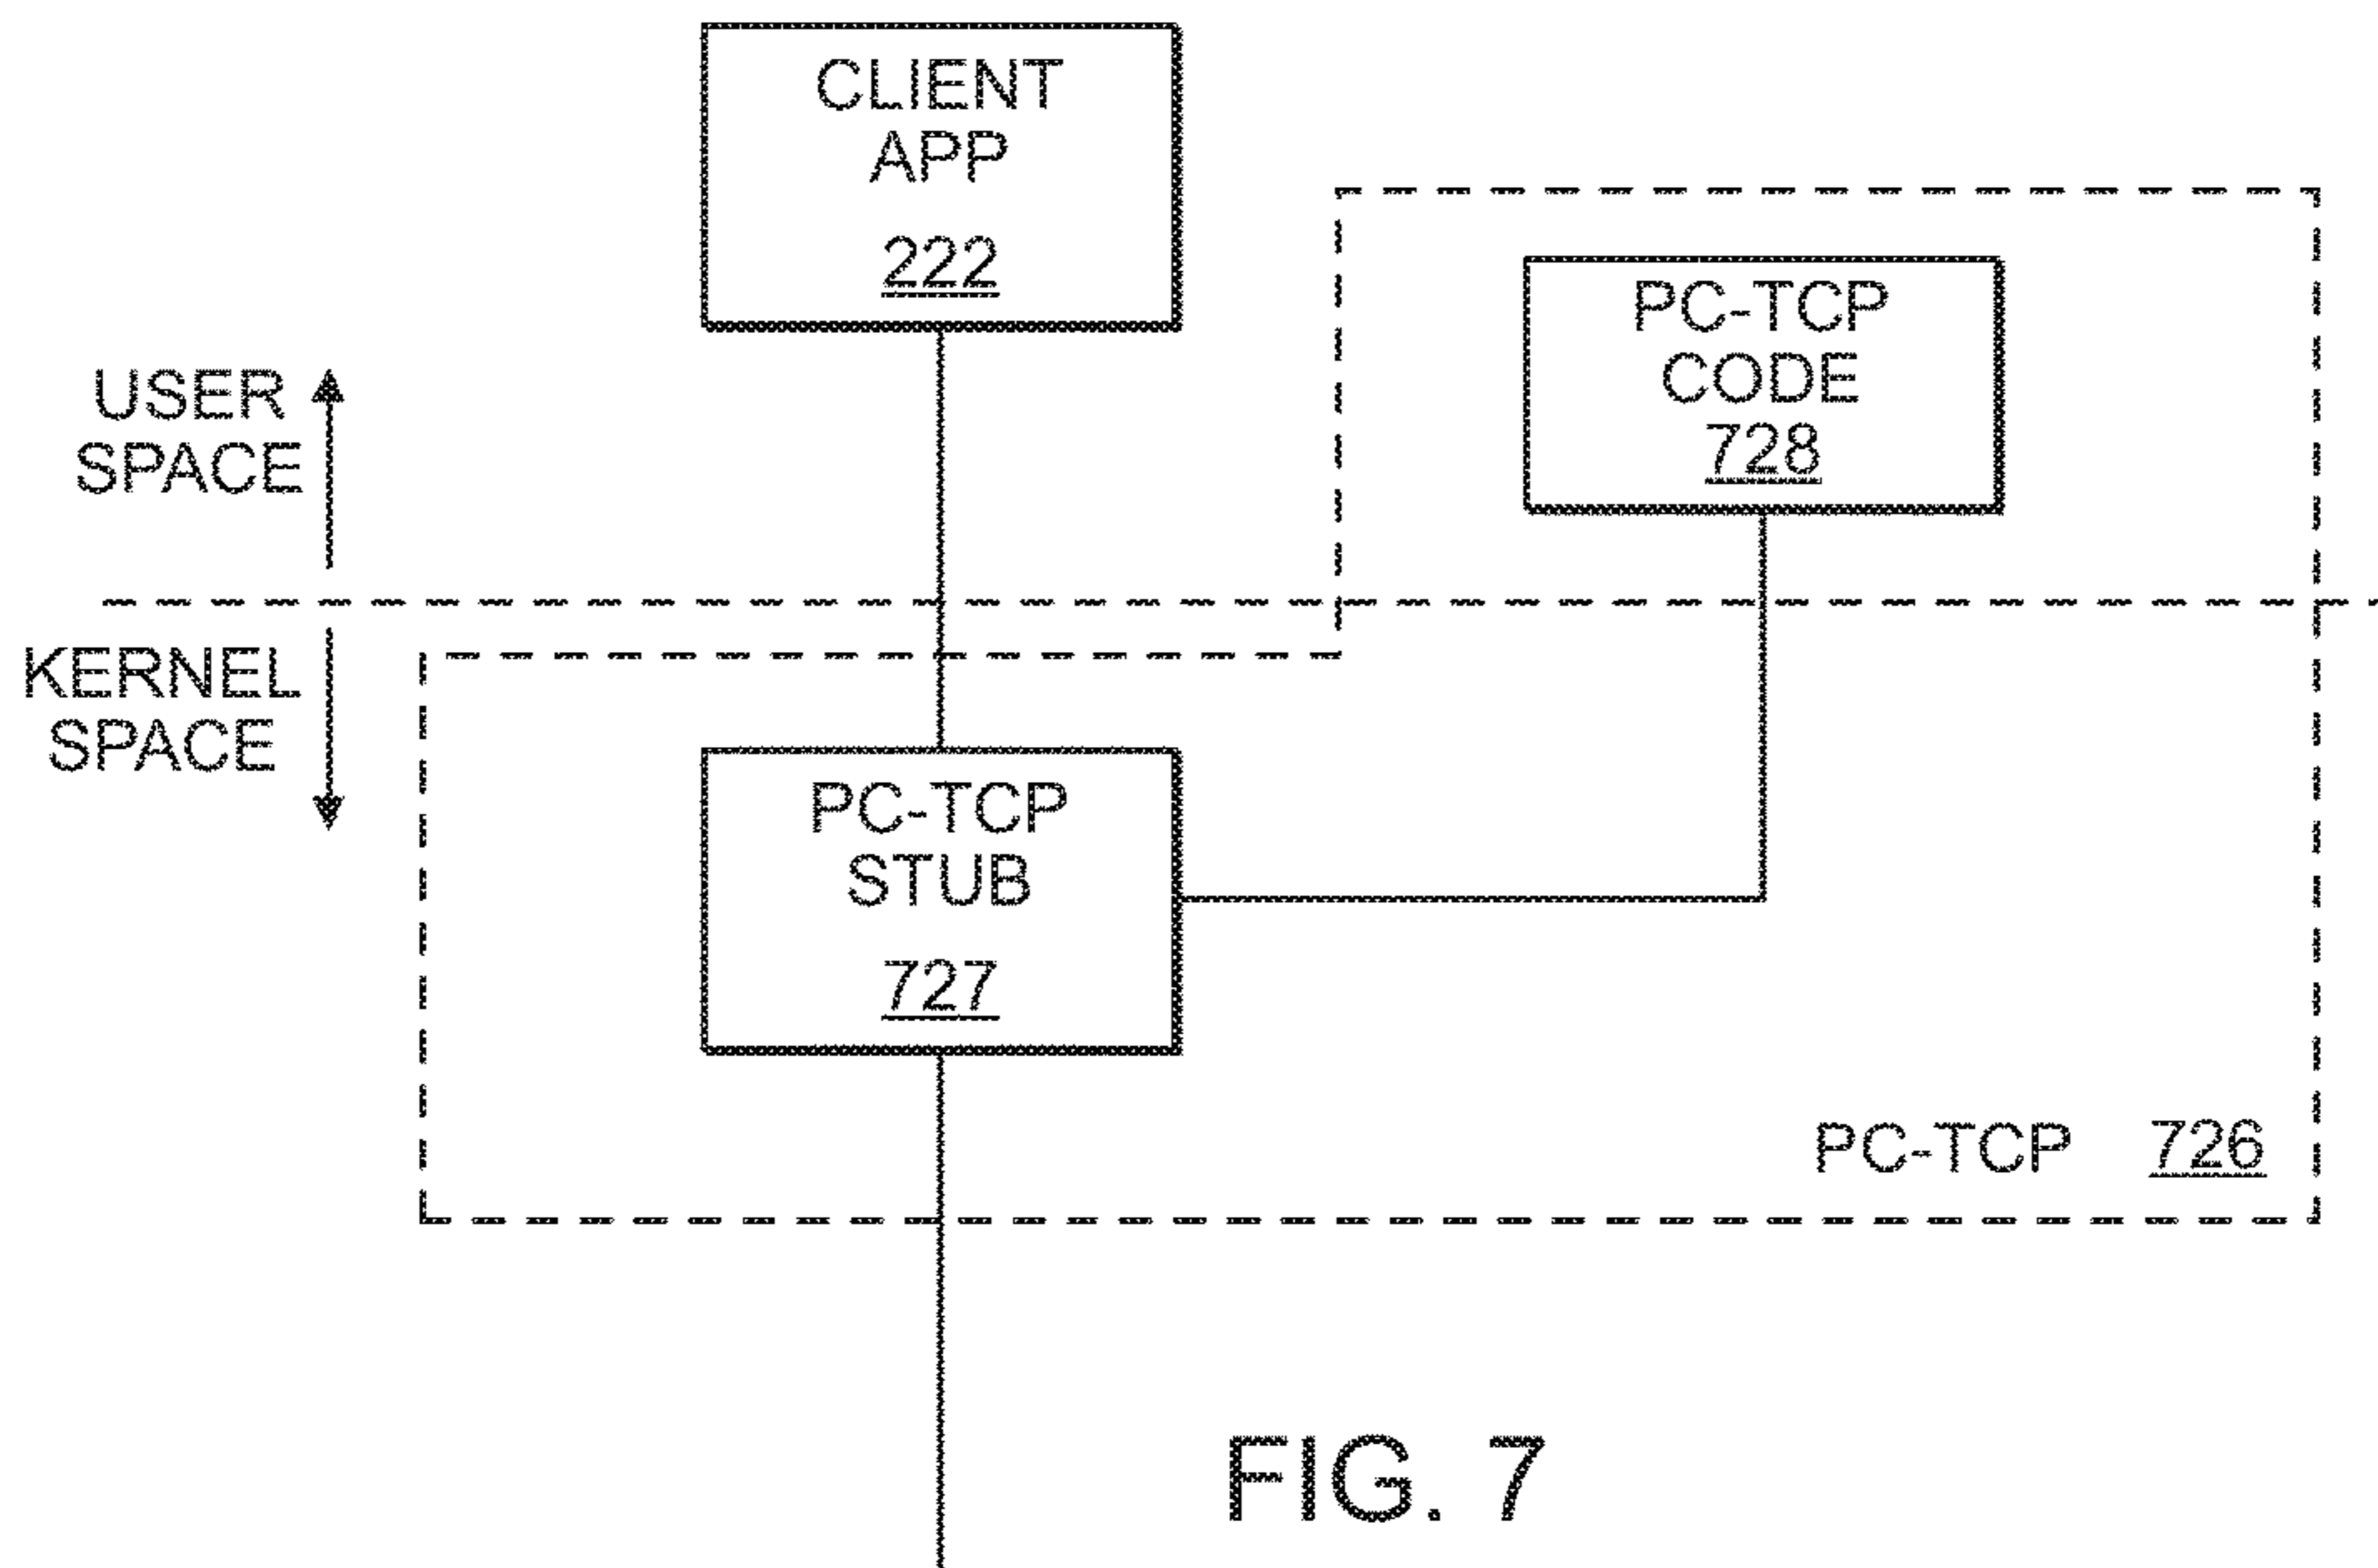 CLIENT
APP
222
PC-TCP
CODE
728
USER
SPACE
KERNEL
SPACE
PC-TCP
STUB
727
PC-TCP 726
FIG. 7